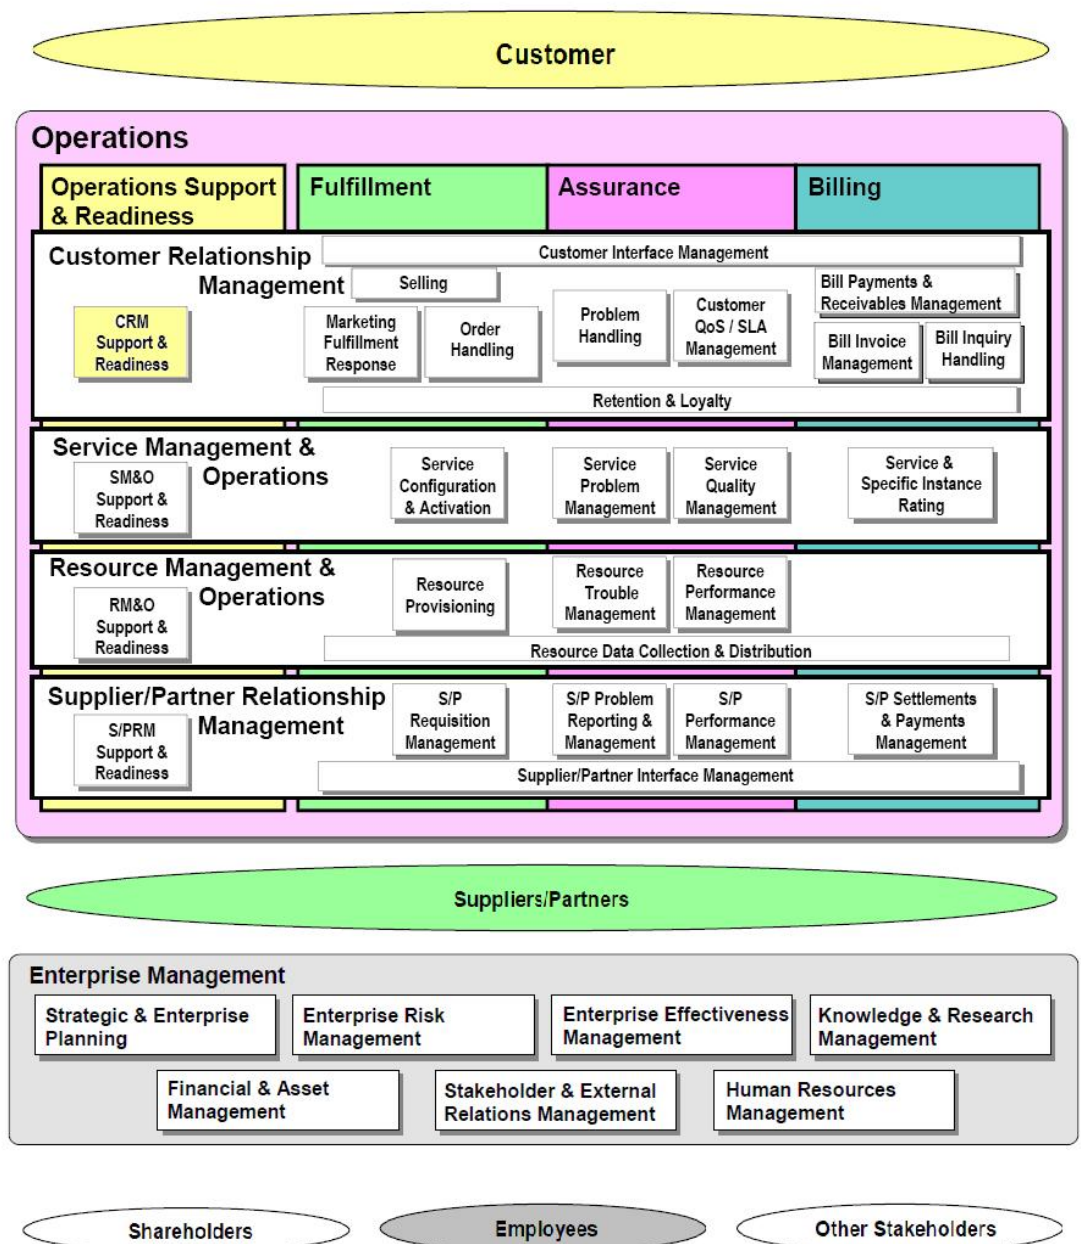 Customer
Operations
Operations Support
& Readiness
Fulfillment
Assurance
Billing
Customer Relationship
Management
Customer Interface Management
Selling
Bill Payments &
Receivables Management
CRM
Support &
Readiness
Marketing
Fulfillment
Response
Order
Handling
Problem
Handling
Customer
QoS / SLA
Management
Bill Invoice
Management
Bill Inquiry
Handling
Retention & Loyalty
Service Management &
Operations
SM&O
Support &
Readiness
Service
Configuration
& Activation
Service
Problem
Management
Service
Quality
Management
Service &
Specific Instance
Rating
Resource Management &
Operations
RM&O
Support &
Readiness
Resource
Provisioning
Resource
Trouble
Management
Resource
Performance
Management
Resource Data Collection & Distribution
Supplier/Partner Relationship
Management
S/PRM
Support &
Readiness
S/P
Requisition
Management
S/P Problem
Reporting &
Management
S/P
Performance
Management
S/P Settlements
& Payments
Management
Supplier/Partner Interface Management
Suppliers/Partners
Enterprise Management
Strategic & Enterprise
Planning
Enterprise Risk
Management
Enterprise Effectiveness
Management
Knowledge & Research
Management
Financial & Asset
Management
Stakeholder & External
Relations Management
Human Resources
Management
Shareholders
Employees
Other Stakeholders